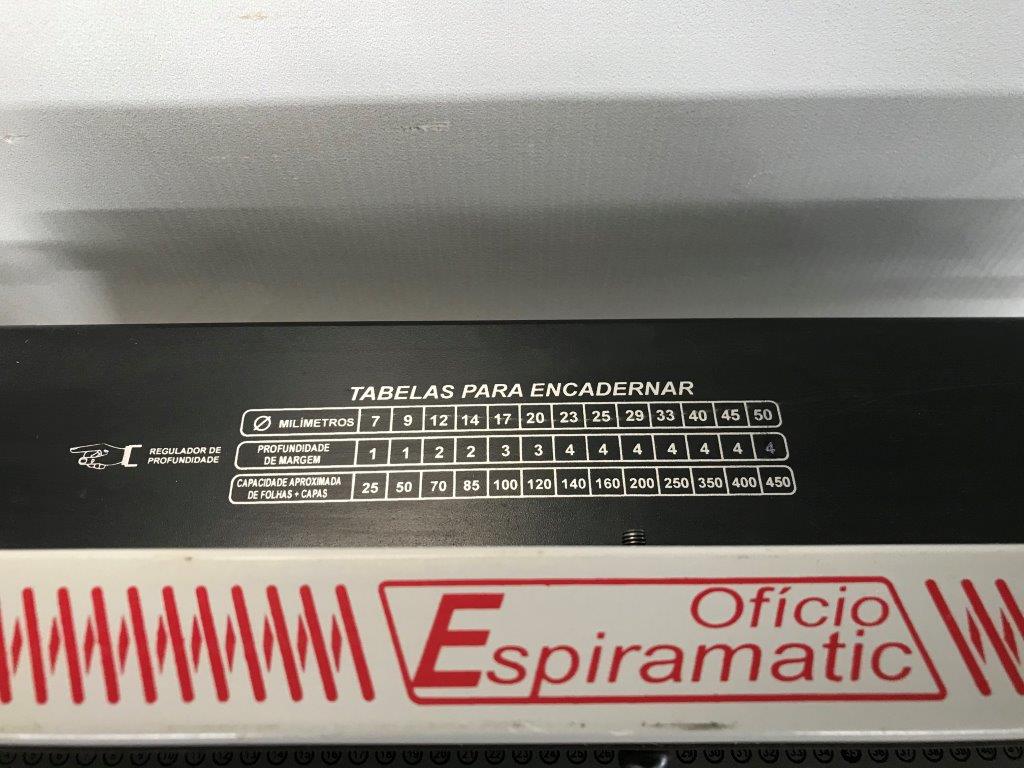 TABELAS PARA ENCADERNAR
Ø MILÍMETROS 7 9 12 14 17 20 23 25 29 33 40 45 50
REGULADOR DE
PROFUNDIDADE
PROFUNDIDADE
DE MARGEM
1 1 2 2 3 3 4 4 4 4 4 4 4
CAPACIDADE APROXIMADA
DE FOLHAS + CAPAS
25 50 70 85 100 120 140 160 200 250 350 400 450
Ofício
Espiramatic